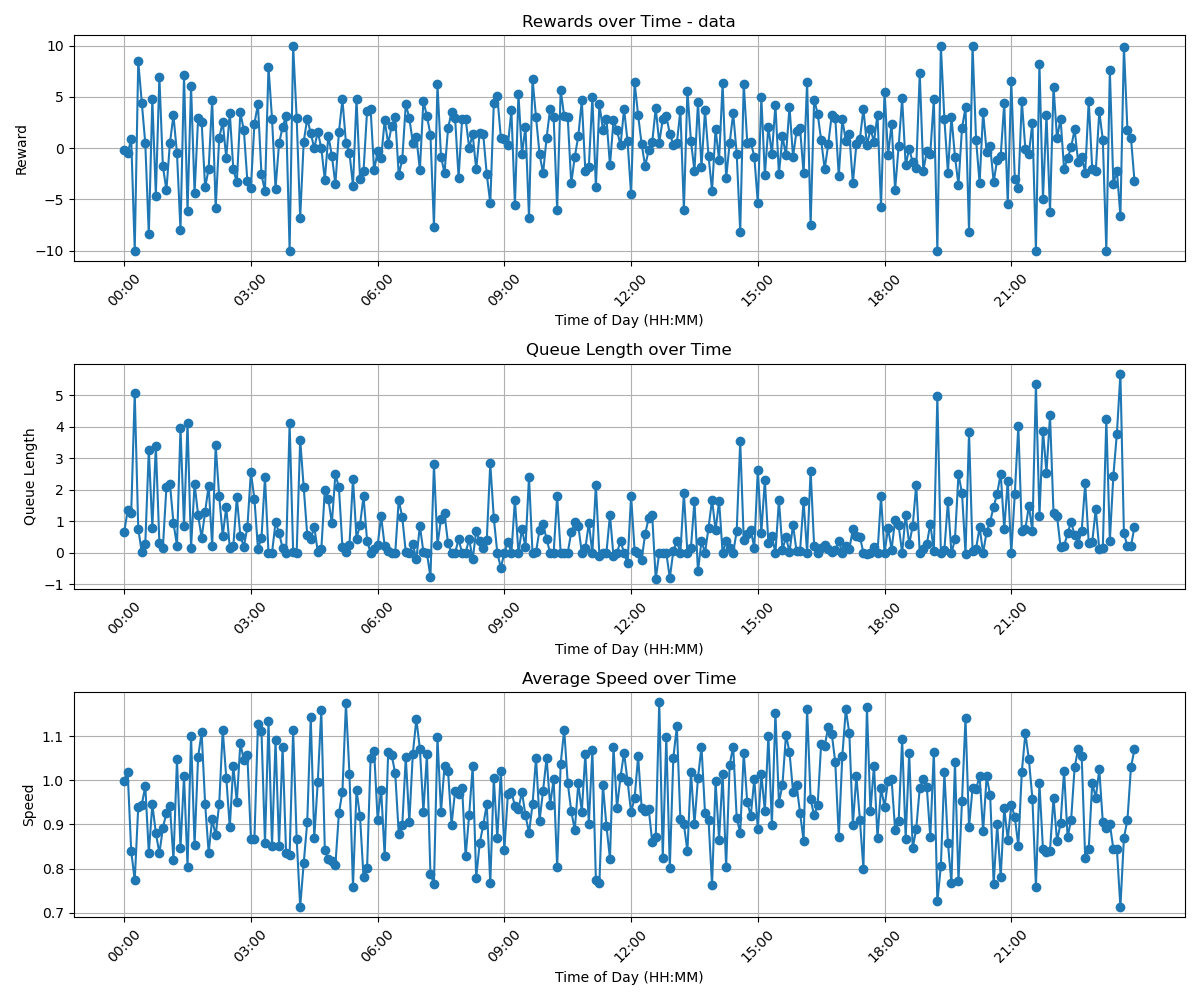 Rewards over Time - data
10
5
0
−5
−10
Reward
00:00 03:00 06:00 09:00 12:00 15:00 18:00 21:00
Time of Day (HH:MM)
Queue Length over Time
5
4
3
2
1
0
−1
Queue Length
00:00 03:00 06:00 09:00 12:00 15:00 18:00 21:00
Time of Day (HH:MM)
Average Speed over Time
1.1
1.0
0.9
0.8
0.7
Speed
00:00 03:00 06:00 09:00 12:00 15:00 18:00 21:00
Time of Day (HH:MM)